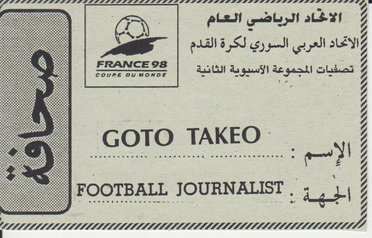 الاتحاد الرياضي العام
الاتحاد العربي السوري لكرة القدم
تصفيات المجموعة الآسيوية الثانية
FRANCE 98
COUPE DU MONDE
صحافة
GOTO TAKEO
الإسم :
FOOTBALL JOURNALIST
الجهة :